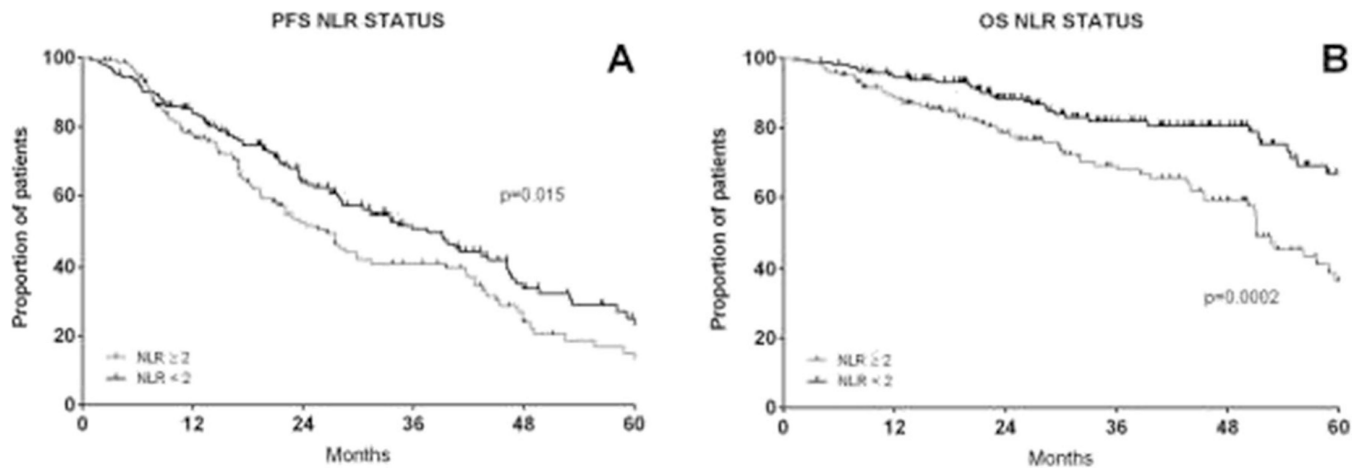 PFS NLR STATUS
A
100
80
60
40
20
0
Proportion of patients
p=0.015
NLR ≥ 2
NLR < 2
0 12 24 36 48 60
Months
OS NLR STATUS
B
100
80
60
40
20
0
Proportion of patients
p=0.0002
NLR ≥ 2
NLR < 2
0 12 24 36 48 60
Months